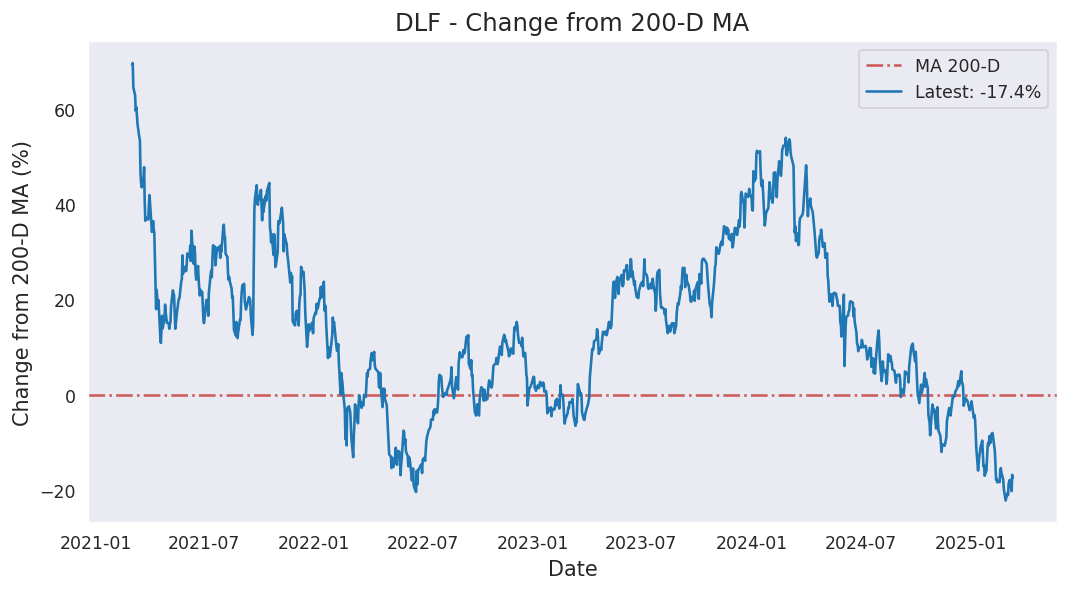 DLF - Change from 200-D MA
MA 200-D
Latest: -17.4%
Change from 200-D MA (%)
60
40
20
0
−20
2021-01
2021-07
2022-01
2022-07
2023-01
2023-07
2024-01
2024-07
2025-01
Date